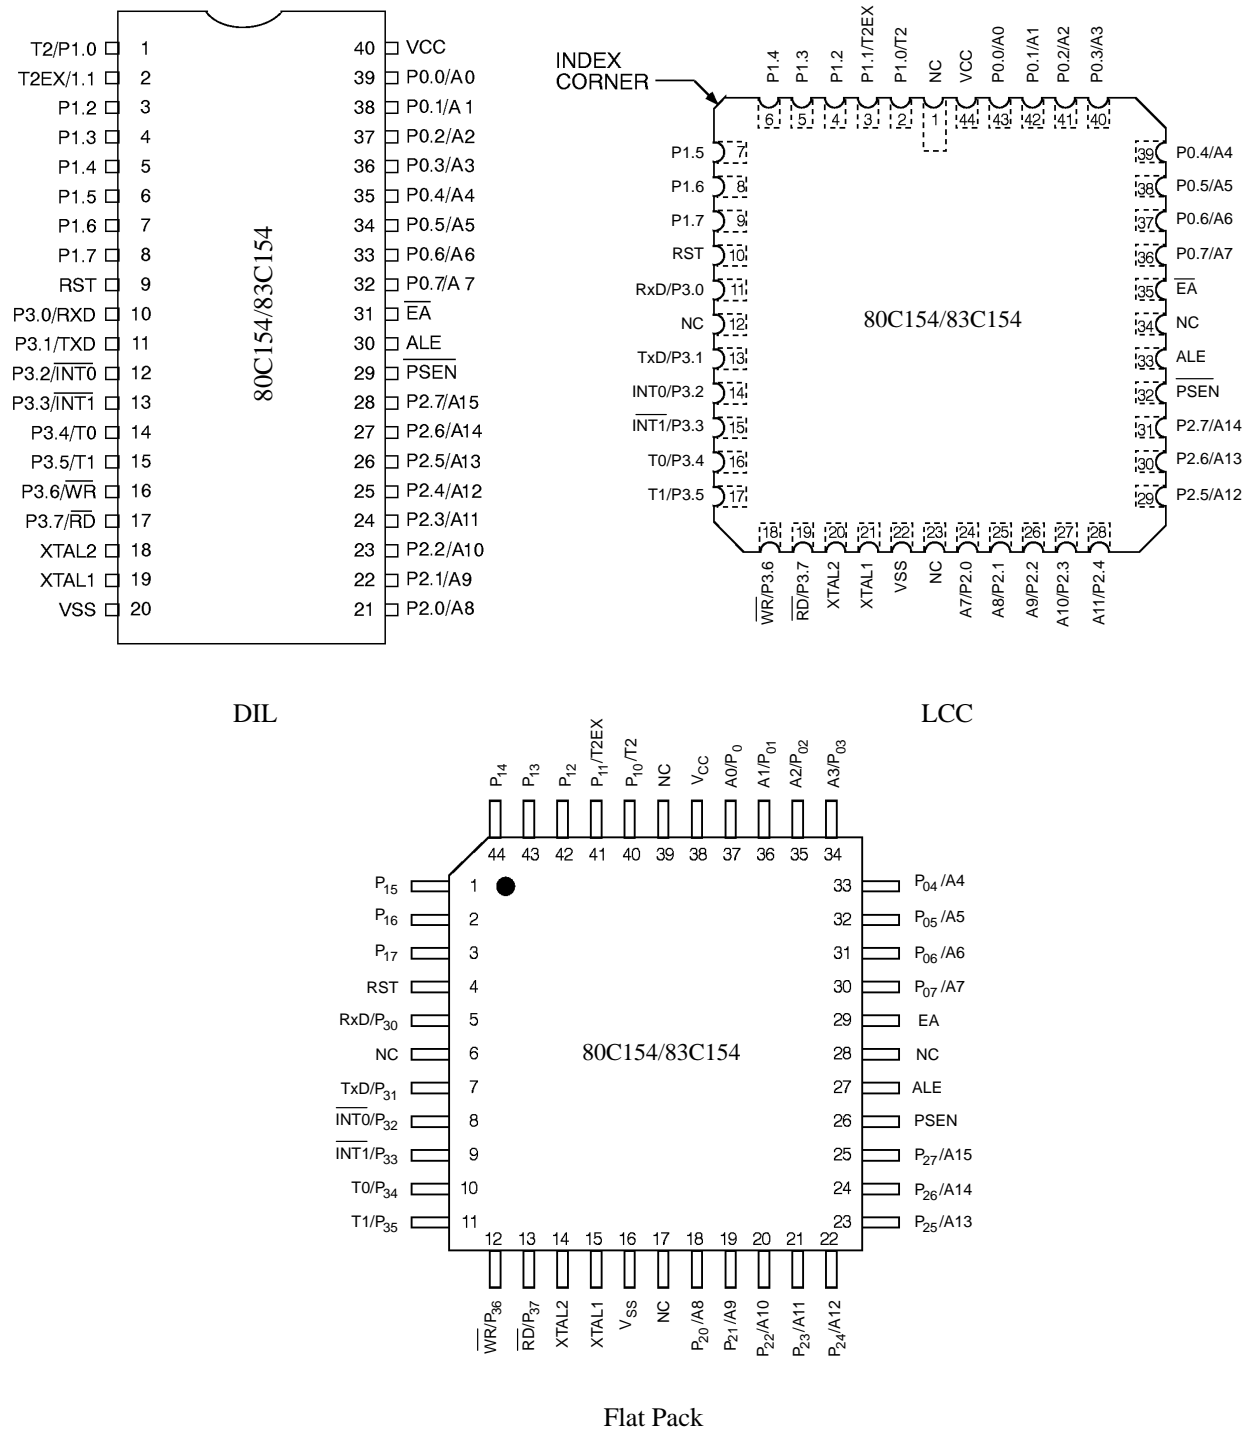 T2/P1.0 1 40 VCC
T2EX/1.1 2 39 P0.0/A0
P1.2 3 38 P0.1/A 1
P1.3 4 37 P0.2/A2
P1.4 5 36 P0.3/A3
P1.5 6 35 P0.4/A4
P1.6 7 34 P0.5/A5
P1.7 8 33 P0.6/A6
RST 9 32 P0.7/A 7
P3.0/RXD 10 31 EA
P3.1/TXD 11 30 ALE
P3.2/INT0 12 29 PSEN
P3.3/INT1 13 28 P2.7/A15
P3.4/T0 14 27 P2.6/A14
P3.5/T1 15 26 P2.5/A13
P3.6/WR 16 25 P2.4/A12
P3.7/RD 17 24 P2.3/A11
XTAL2 18 23 P2.2/A10
XTAL1 19 22 P2.1/A9
VSS 20 21 P2.0/A8
80C154/83C154
DIL
INDEX
CORNER
P1.4 P1.3 P1.2 P1.1/T2EX P1.0/T2 NC VCC P0.0/A0 P0.1/A1 P0.2/A2 P0.3/A3
6 5 4 3 2 1 44 43 42 41 40
P1.5 7 39 P0.4/A4
P1.6 8 38 P0.5/A5
P1.7 9 37 P0.6/A6
RST 10 36 P0.7/A7
RxD/P3.0 11 35 EA
NC 12 34 NC
TxD/P3.1 13 33 ALE
INT0/P3.2 14 32 PSEN
INT1/P3.3 15 31 P2.7/A14
T0/P3.4 16 30 P2.6/A13
T1/P3.5 17 29 P2.5/A12
80C154/83C154
18 19 20 21 22 23 24 25 26 27 28
WR/P3.6 RD/P3.7 XTAL2 XTAL1 VSS NC A7/P2.0 A8/P2.1 A9/P2.2 A10/P2.3 A11/P2.4
LCC
P14 P13 P12 P11/T2EX P10/T2 NC VCC A0/P0 A1/P01 A2/P02 A3/P03
44 43 42 41 40 39 38 37 36 35 34
P15 1 33 P04/A4
P16 2 32 P05/A5
P17 3 31 P06/A6
RST 4 30 P07/A7
RxD/P30 5 29 EA
NC 6 28 NC
TxD/P31 7 27 ALE
INT0/P32 8 26 PSEN
INT1/P33 9 25 P27/A15
T0/P34 10 24 P26/A14
T1/P35 11 23 P25/A13
80C154/83C154
12 13 14 15 16 17 18 19 20 21 22
WR/P36 RD/P37 XTAL2 XTAL1 VSS NC P20/A8 P21/A9 P22/A10 P23/A11 P24/A12
Flat Pack